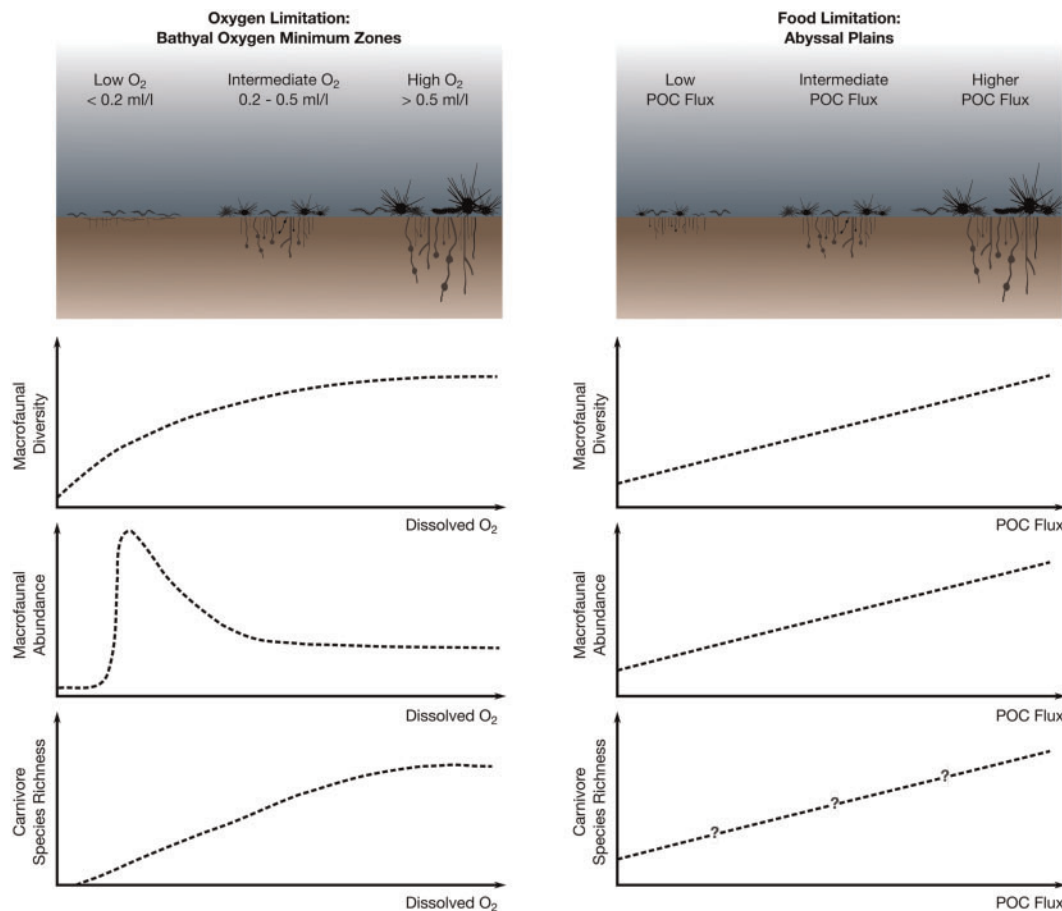 Oxygen Limitation:
Bathyal Oxygen Minimum Zones
Low O₂
< 0.2 ml/l
Intermediate O₂
0.2 - 0.5 ml/l
High O₂
> 0.5 ml/l
Macrofaunal
Diversity
Dissolved O₂
Macrofaunal
Abundance
Dissolved O₂
Carnivore
Species Richness
Dissolved O₂
Food Limitation:
Abyssal Plains
Low
POC Flux
Intermediate
POC Flux
Higher
POC Flux
Macrofaunal
Diversity
POC Flux
Macrofaunal
Abundance
POC Flux
Carnivore
Species Richness
?
?
?
POC Flux